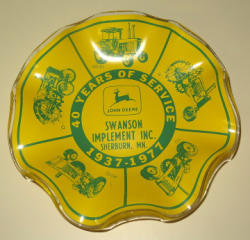 40 YEARS OF SERVICE
JOHN DEERE
SWANSON
IMPLEMENT INC.
SHERBURN, MN.
1937-1977